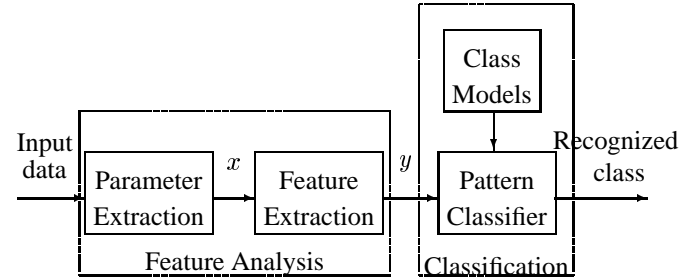 Class
Models
Input
data
Parameter
Extraction
x
Feature
Extraction
y
Pattern
Classifier
Recognized
class
Feature Analysis
Classification